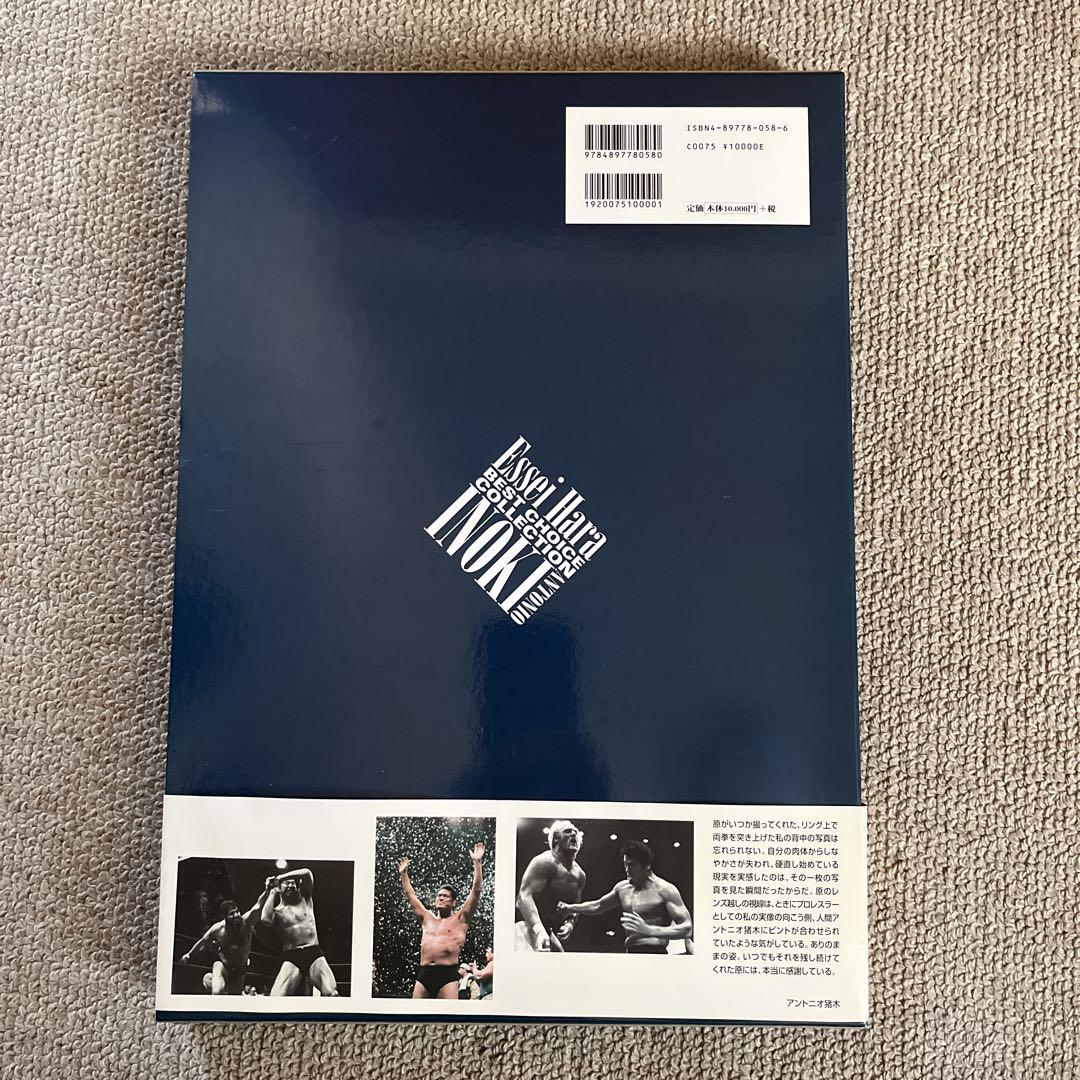 ISBN4-89778-058-6
C0075 ¥10000E
9784897780580
1920075100001
定価 本体10.000円 +税
Essei Hara
BEST CHOICE
COLLECTION
INOKI
ANTONIO
原がいつか撮ってくれた、リング上で
両拳を突き上げた私の背中の写真は
忘れられない。自分の肉体からしな
やかさが失われ、硬直し始めている
現実を実感したのは、その一枚の写
真を見た瞬間だったからだ。原のレ
ンズ越しの視線は、ときにプロレスラー
としての私の実像の向こう側、人間ア
ントニオ猪木にピントが合わせられ
ていたような気がしている。ありのま
まの姿。いつでもそれを残し続けて
くれた原には、本当に感謝している。
アントニオ猪木